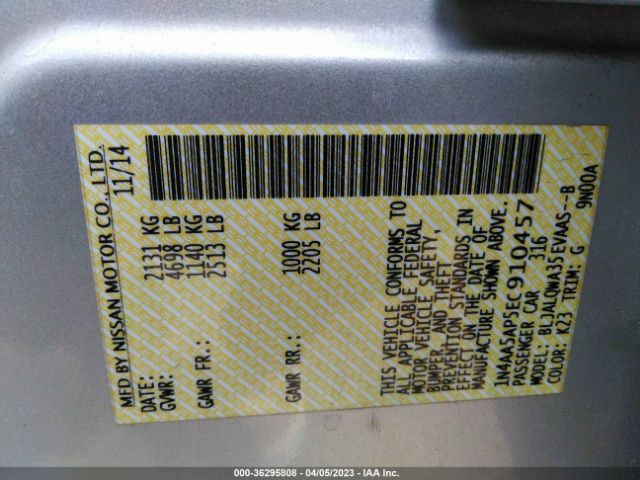 MFD BY NISSAN MOTOR CO., LTD.
DATE: 11/14
GVWR: 2131 KG
4698 LB
GAWR FR.: 1140 KG
2513 LB
GAWR RR.: 1000 KG
2205 LB
THIS VEHICLE CONFORMS TO
ALL APPLICABLE FEDERAL
MOTOR VEHICLE SAFETY,
BUMPER, AND THEFT
PREVENTION STANDARDS IN
EFFECT ON THE DATE OF
MANUFACTURE SHOWN ABOVE.
1N4AA5AP5EC910457
PASSENGER CAR 316
MODEL: BLJALOWA35EVAAS--B
COLOR: K23 TRIM: G 9N00A
000-36295808 - 04/05/2023 - IAA Inc.